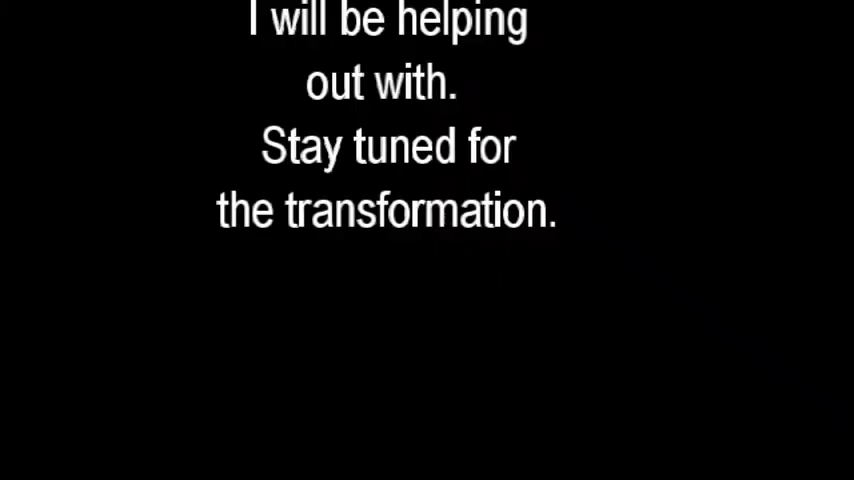 I will be helping
out with.
Stay tuned for
the transformation.